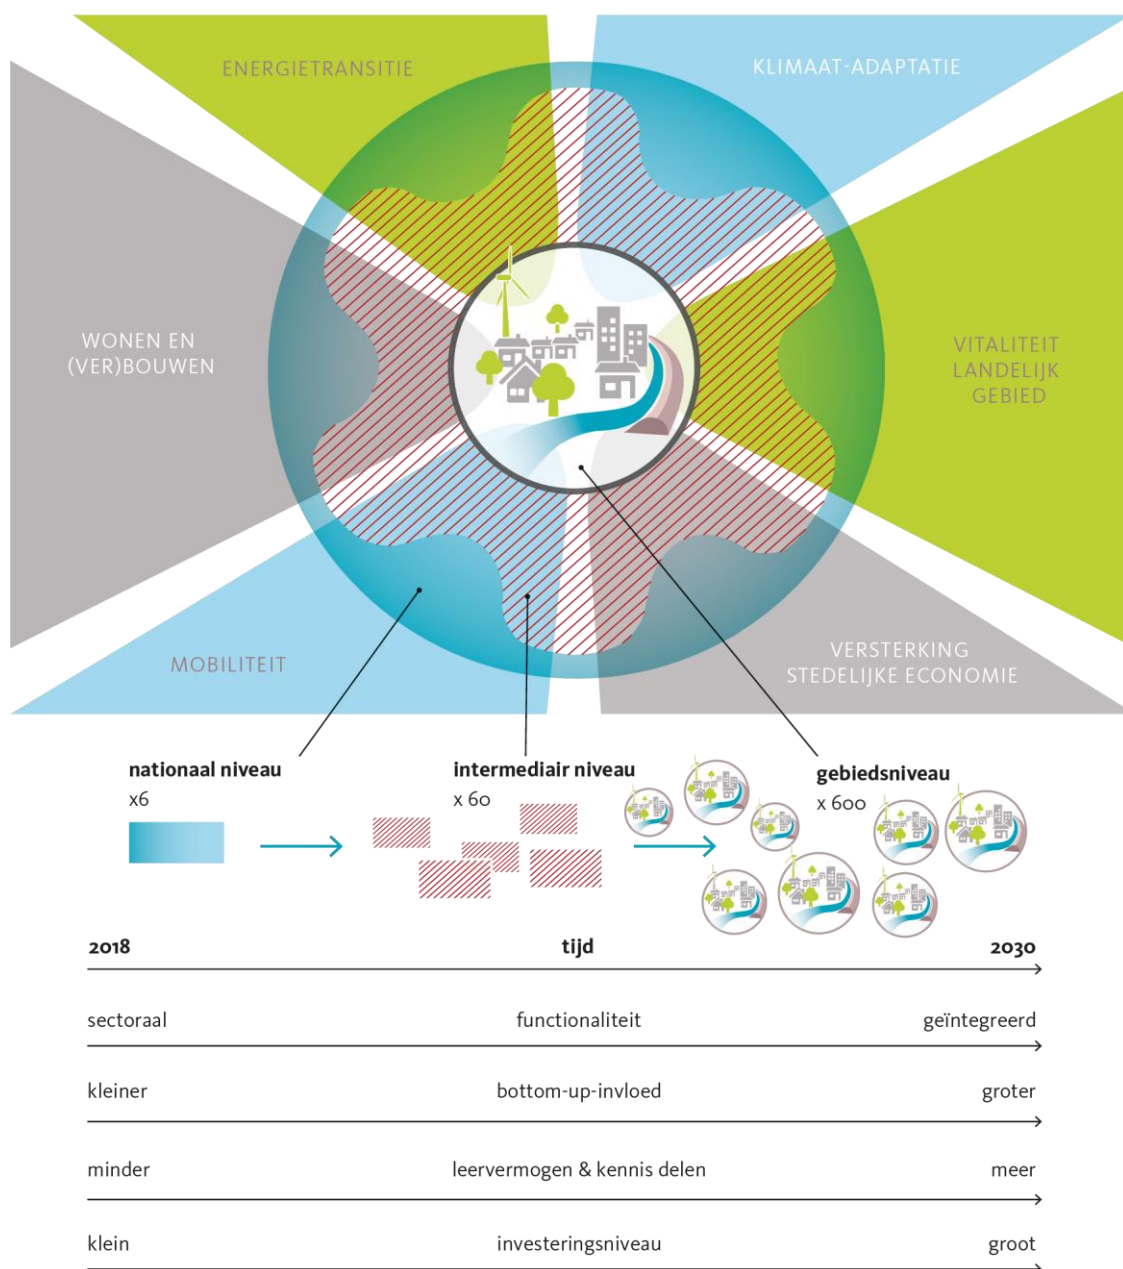 ENERGIETRANSITIE
KLIMAAT-ADAPTATIE
WONEN EN
(VER)BOUWEN
VITALITEIT
LANDELIJK
GEBIED
MOBILITEIT
VERSTERKING
STEDELIJKE ECONOMIE
nationaal niveau
x6
intermediair niveau
x 60
gebiedsniveau
x 600
2018 tijd 2030
sectoraal functionaliteit geïntegreerd
kleiner bottom-up-invloed groter
minder leervermogen & kennis delen meer
klein investeringsniveau groot